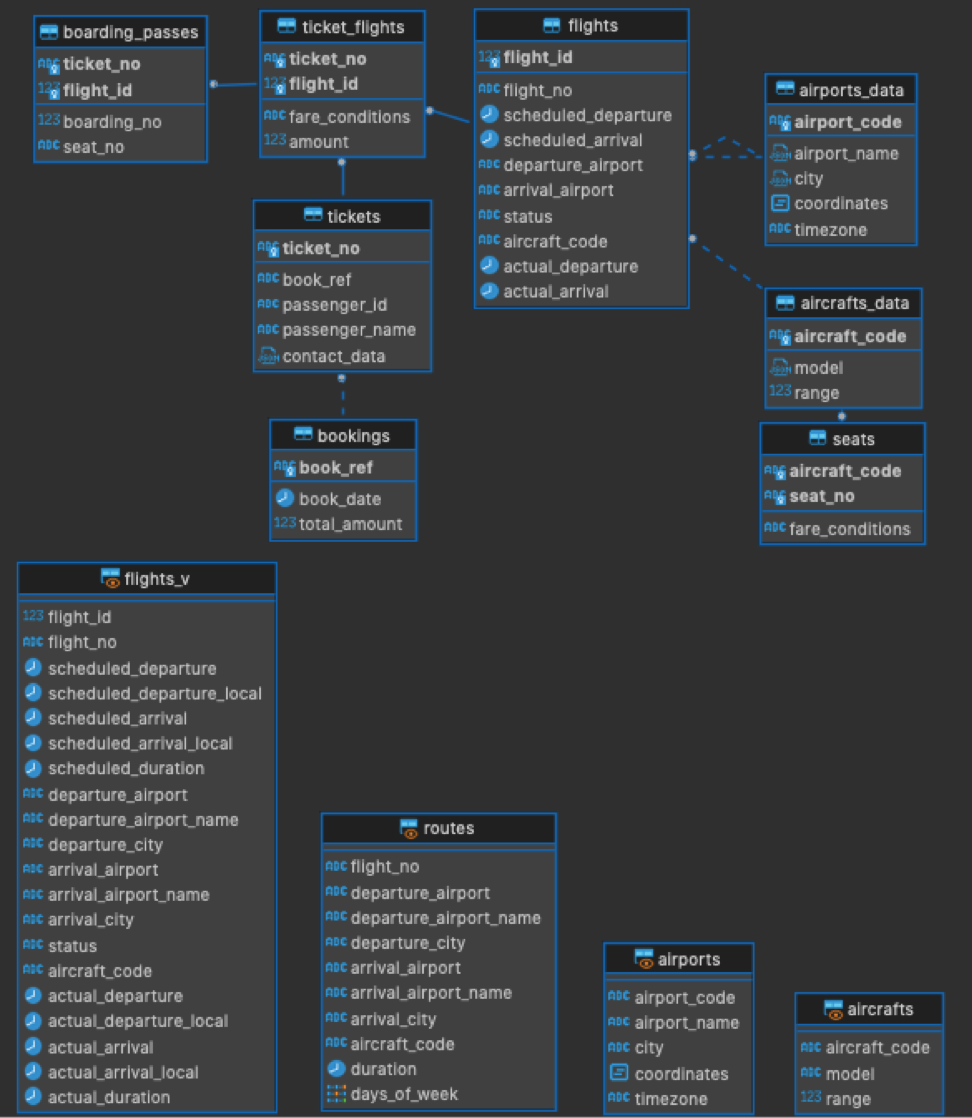 boarding_passes
ticket_no
flight_id
boarding_no
seat_no
ticket_flights
ticket_no
flight_id
fare_conditions
amount
flights
flight_id
flight_no
scheduled_departure
scheduled_arrival
departure_airport
arrival_airport
status
aircraft_code
actual_departure
actual_arrival
airports_data
airport_code
airport_name
city
coordinates
timezone
tickets
ticket_no
book_ref
passenger_id
passenger_name
contact_data
aircrafts_data
aircraft_code
model
range
bookings
book_ref
book_date
total_amount
seats
aircraft_code
seat_no
fare_conditions
flights_v
flight_id
flight_no
scheduled_departure
scheduled_departure_local
scheduled_arrival
scheduled_arrival_local
scheduled_duration
departure_airport
departure_airport_name
departure_city
arrival_airport
arrival_airport_name
arrival_city
status
aircraft_code
actual_departure
actual_departure_local
actual_arrival
actual_arrival_local
actual_duration
routes
flight_no
departure_airport
departure_airport_name
departure_city
arrival_airport
arrival_airport_name
arrival_city
aircraft_code
duration
days_of_week
airports
airport_code
airport_name
city
coordinates
timezone
aircrafts
aircraft_code
model
range